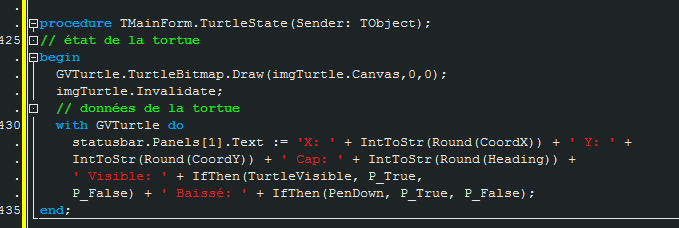 procedure TMainForm.TurtleState(Sender: TObject);
425 // état de la tortue
begin
GVTurtle.TurtleBitmap.Draw(imgTurtle.Canvas,0,0);
imgTurtle.Invalidate;
// données de la tortue
430 with GVTurtle do
statusbar.Panels[1].Text := 'X: ' + IntToStr(Round(CoordX)) + ' Y: ' +
IntToStr(Round(CoordY)) + ' Cap: ' + IntToStr(Round(Heading)) +
' Visible: ' + IfThen(TurtleVisible, P_True,
P_False) + ' Baissé: ' + IfThen(PenDown, P_True, P_False);
435 end;